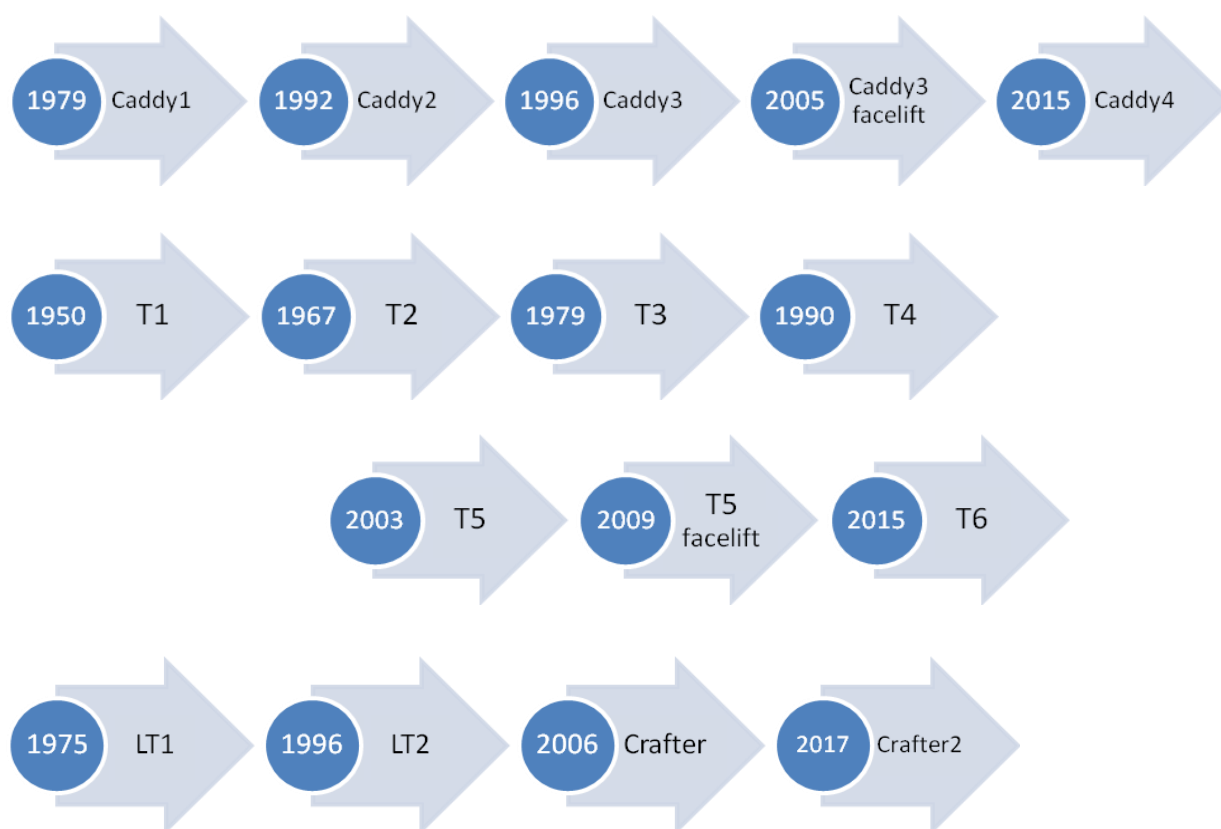 1979 Caddy1 1992 Caddy2 1996 Caddy3 2005 Caddy3 facelift 2015 Caddy4
1950 T1 1967 T2 1979 T3 1990 T4
2003 T5 2009 T5 facelift 2015 T6
1975 LT1 1996 LT2 2006 Crafter 2017 Crafter2